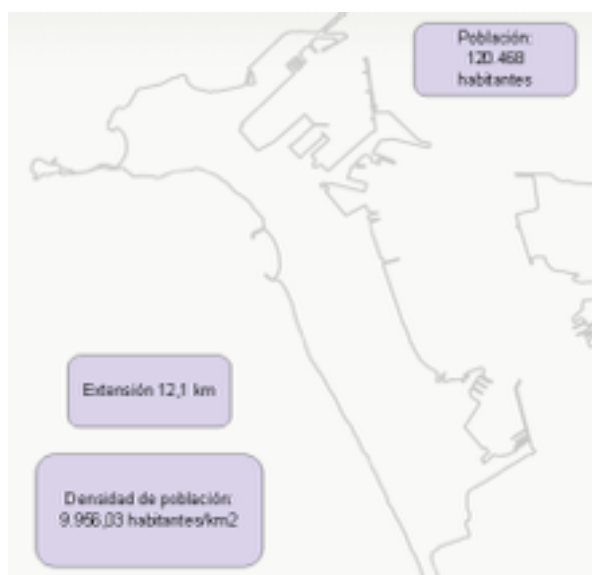 Población:
120.468
habitantes
Extensión 12,1 km
Densidad de población:
9.956,03 habitantes/km2